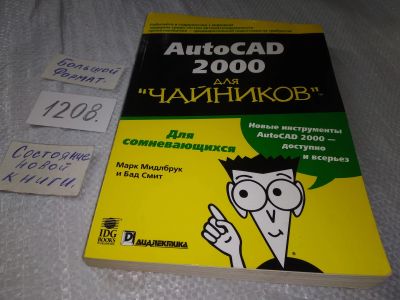 AutoCAD
2000
ДЛЯ
"ЧАЙНИКОВ"™
Для
сомневающихся
Марк Мидлбрук
и Бад Смит
Новые инструменты
AutoCAD 2000 —
доступно
и всерьез
IDG
BOOKS
ДИАЛЕКТИКА
Большой
формат.
1208.
Состояние
новой
книги.